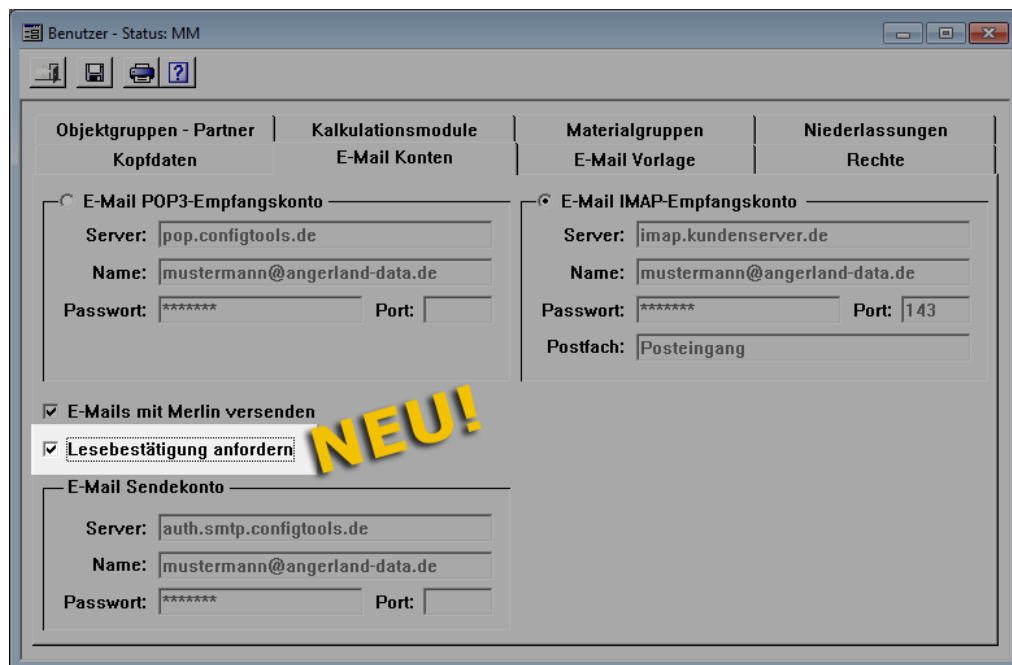 Benutzer - Status: MM
?
Objektgruppen - Partner Kalkulationsmodule Materialgruppen Niederlassungen
Kopfdaten E-Mail Konten E-Mail Vorlage Rechte
E-Mail POP3-Empfangskonto
Server: pop.configtools.de
Name: mustermann@angerland-data.de
Passwort: ******* Port:
E-Mail IMAP-Empfangskonto
Server: imap.kundenserver.de
Name: mustermann@angerland-data.de
Passwort: ******* Port: 143
Postfach: Posteingang
E-Mails mit Merlin versenden
Lesebestätigung anfordern
NEU!
E-Mail Sendekonto
Server: auth.smtp.configtools.de
Name: mustermann@angerland-data.de
Passwort: ******* Port: